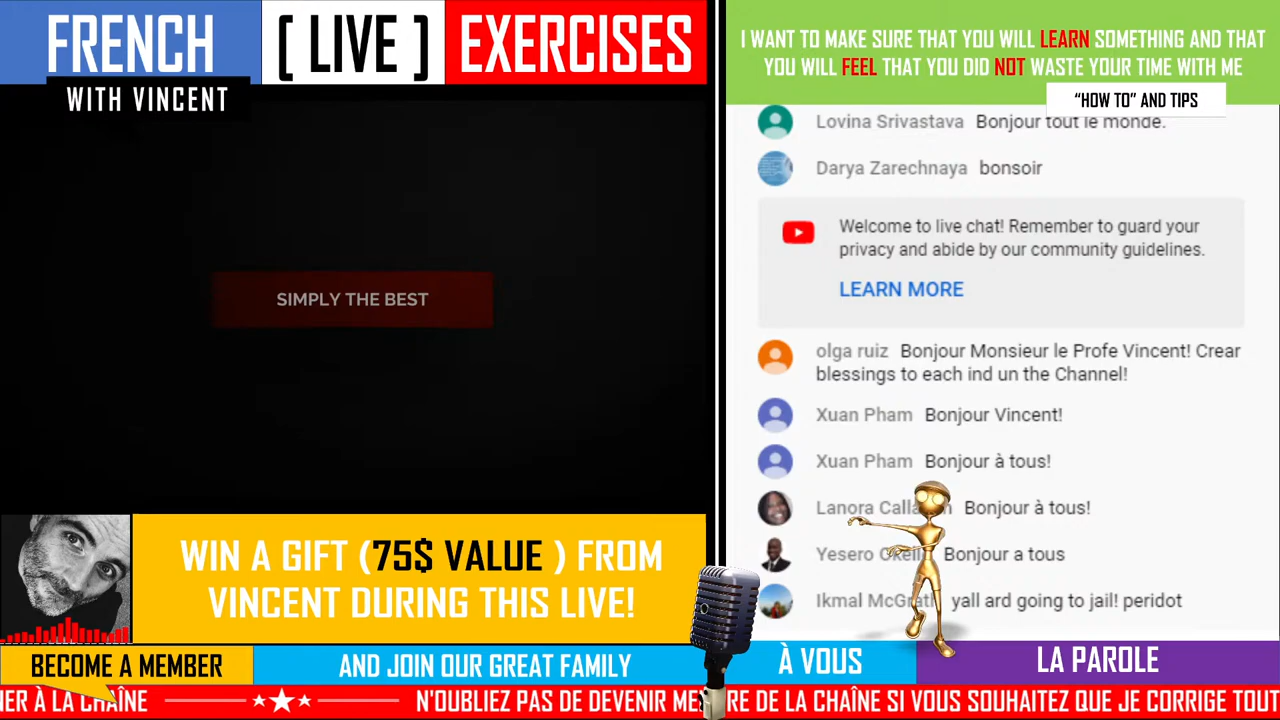 FRENCH [ LIVE ] EXERCISES
WITH VINCENT
SIMPLY THE BEST
WIN A GIFT (75$ VALUE ) FROM
VINCENT DURING THIS LIVE!
BECOME A MEMBER
AND JOIN OUR GREAT FAMILY
I WANT TO MAKE SURE THAT YOU WILL LEARN SOMETHING AND THAT
YOU WILL FEEL THAT YOU DID NOT WASTE YOUR TIME WITH ME
“HOW TO” AND TIPS
Lovina Srivastava Bonjour tout le monde.
Darya Zarechnaya bonsoir
Welcome to live chat! Remember to guard your
privacy and abide by our community guidelines.
LEARN MORE
olga ruiz Bonjour Monsieur le Profe Vincent! Crear
blessings to each ind un the Channel!
Xuan Pham Bonjour Vincent!
Xuan Pham Bonjour à tous!
Lanora Bonjour à tous!
Yesero Bonjour a tous
Ikmal McGrath yall ard going to jail! peridot
À VOUS
LA PAROLE
À LA CHAÎNE
N'OUBLIEZ PAS DE DEVENIR DE LA CHAÎNE SI VOUS SOUHAITEZ QUE JE CORRIGE TOUT